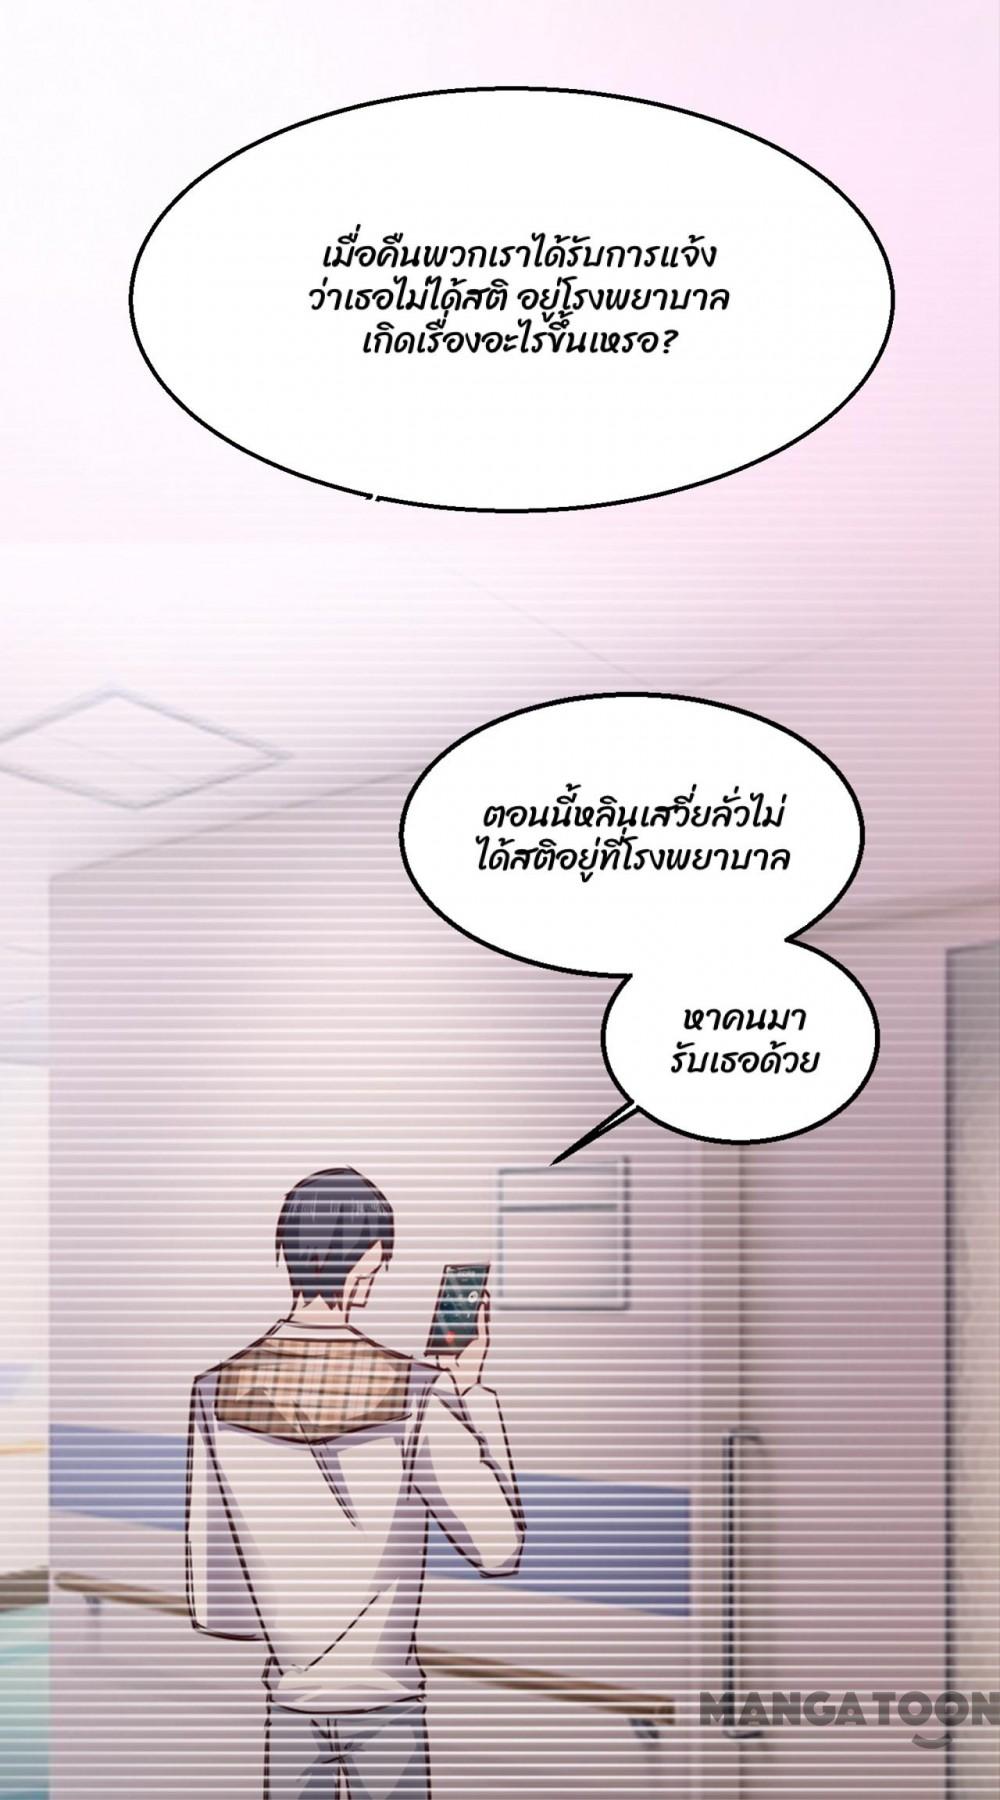 เมื่อคืนพวกเราได้รับการแจ้ง
ว่าเธอไม่ได้สติ อยู่โรงพยาบาล
เกิดเรื่องอะไรขึ้นเหรอ?
ตอนนี้หลินเสวี่ยลั่วไม่
ได้สติอยู่ที่โรงพยาบาล
หาคนมา
รับเธอด้วย
MANGATOON